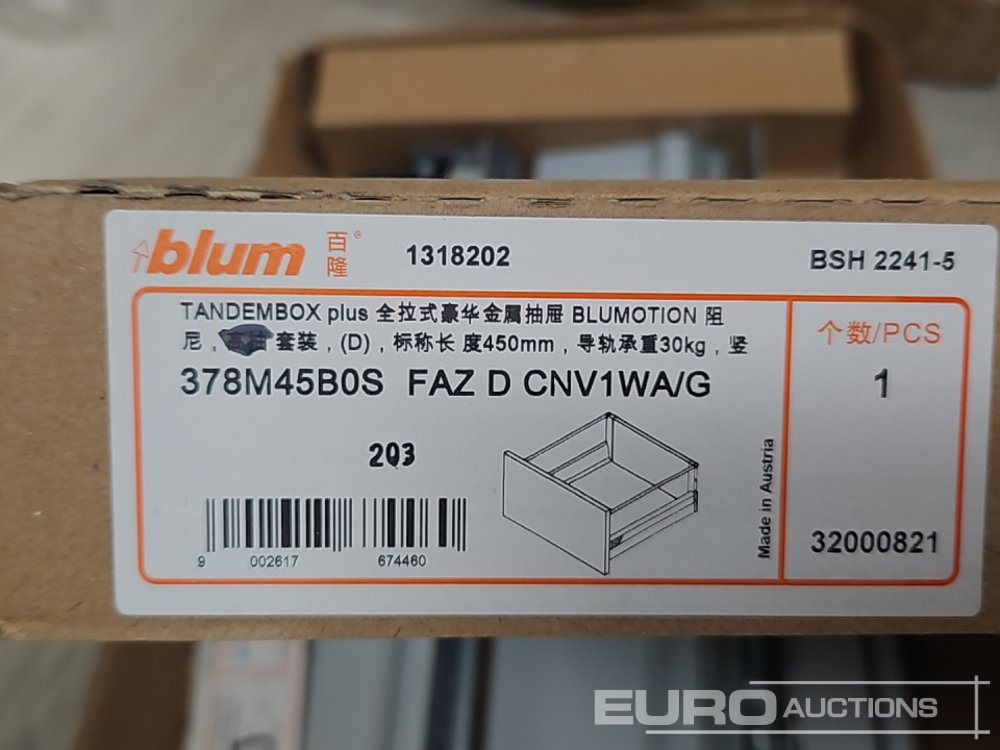 blum 百隆®
1318202
BSH 2241-5
TANDEMBOX plus 全拉式豪华金属抽屉 BLUMOTION 阻
尼，套装，(D)，标称长 度450mm，导轨承重30kg，竖
378M45B0S FAZ D CNV1WA/G
个数/PCS
1
203
Made in Austria
9 002617 674460
32000821
EURO AUCTIONS